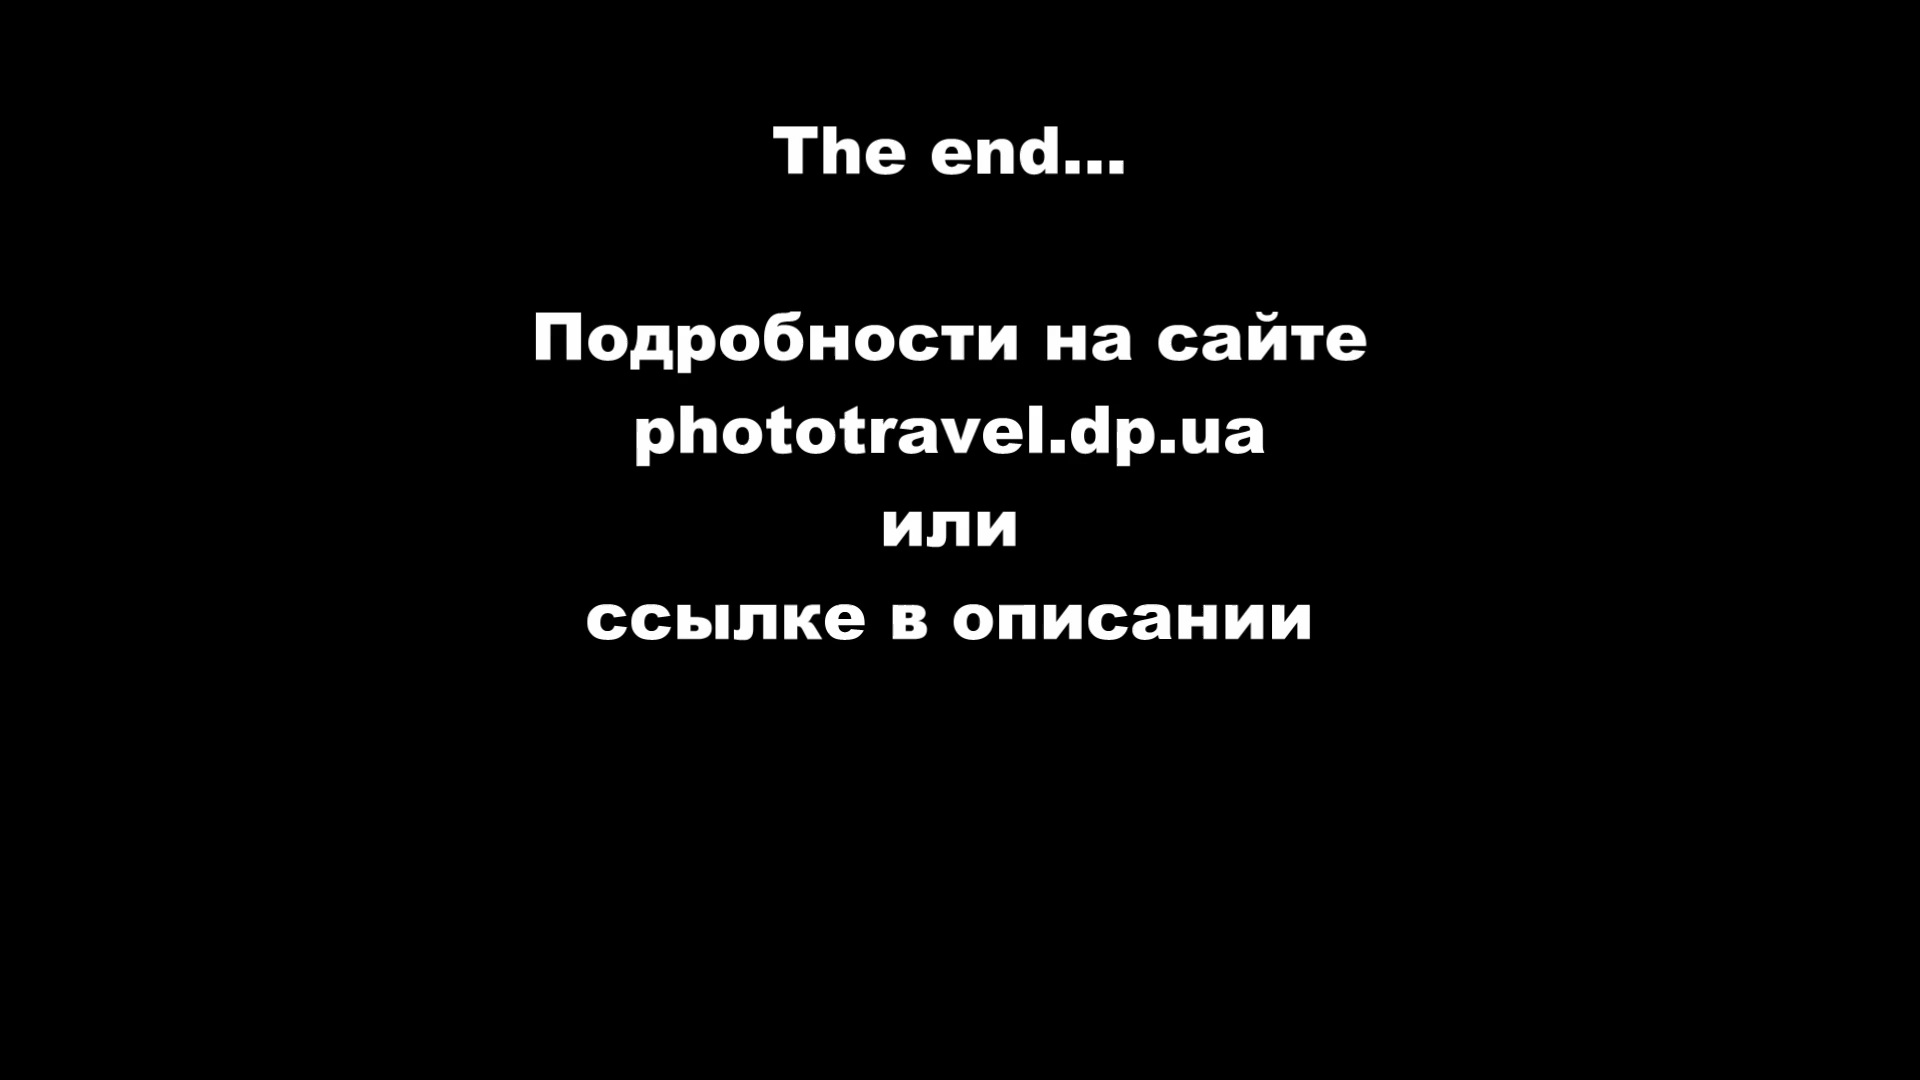 The end...
Подробности на сайте
phototravel.dp.ua
или
ссылке в описании